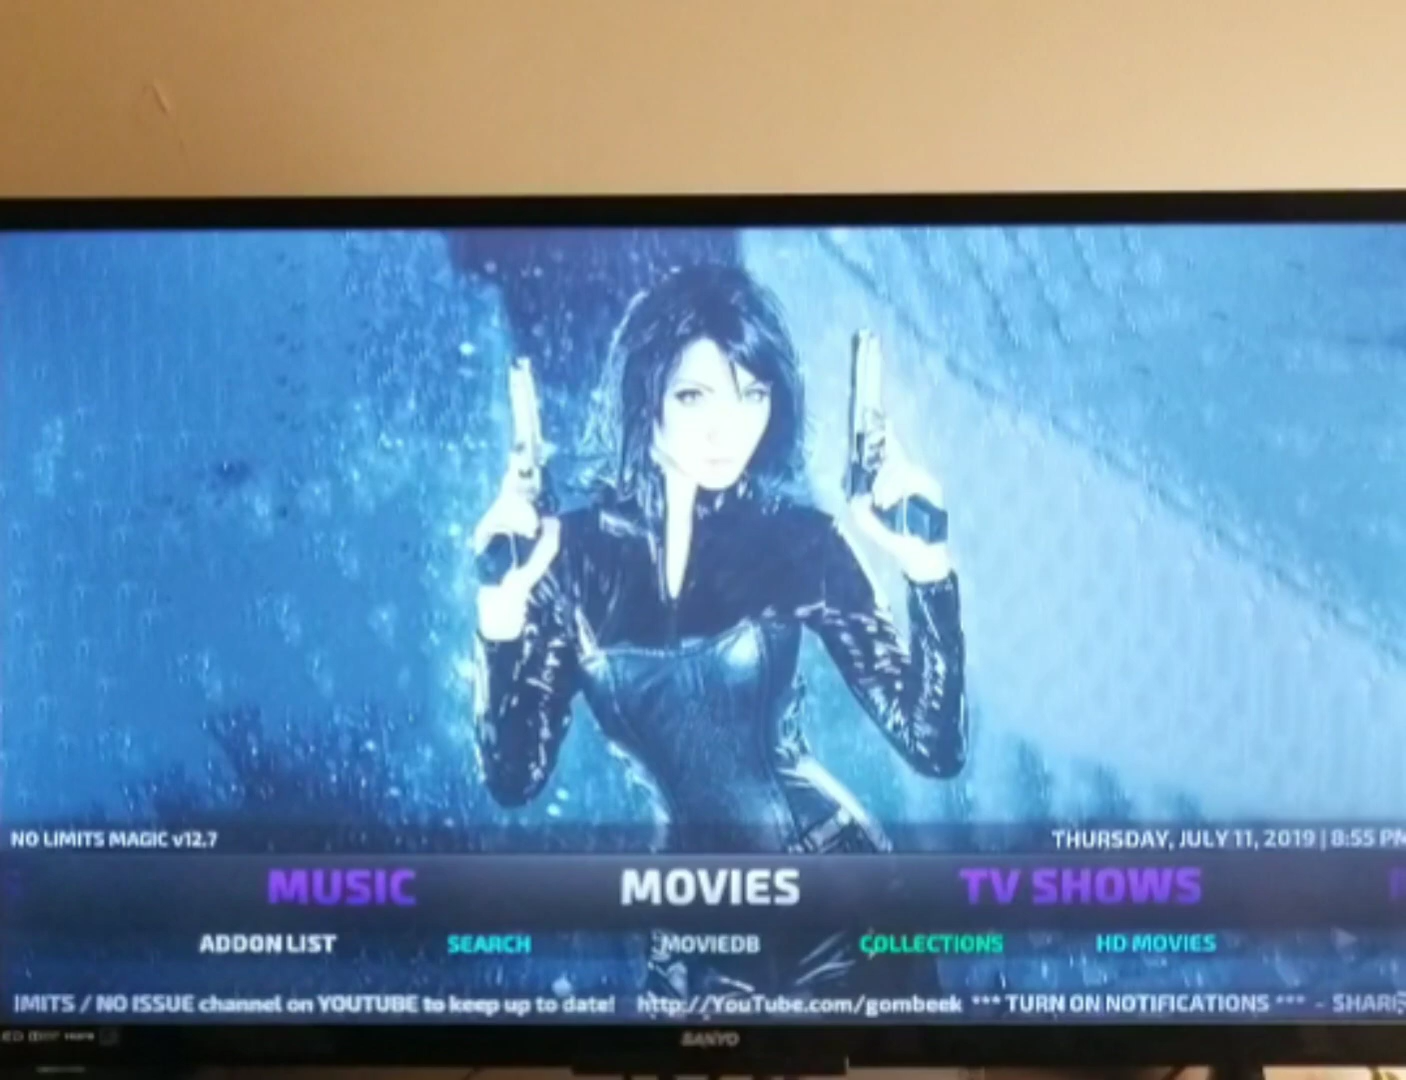 NO LIMITS MAGIC v12.7
THURSDAY, JULY 11, 2019 | 8:55 PM
MUSIC MOVIES TV SHOWS
ADDON LIST SEARCH MOVIEDB COLLECTIONS HD MOVIES
IMITS / NO ISSUE channel on YOUTUBE to keep up to date! http://YouTube.com/gombeek *** TURN ON NOTIFICATIONS *** - SHARE
SANYO